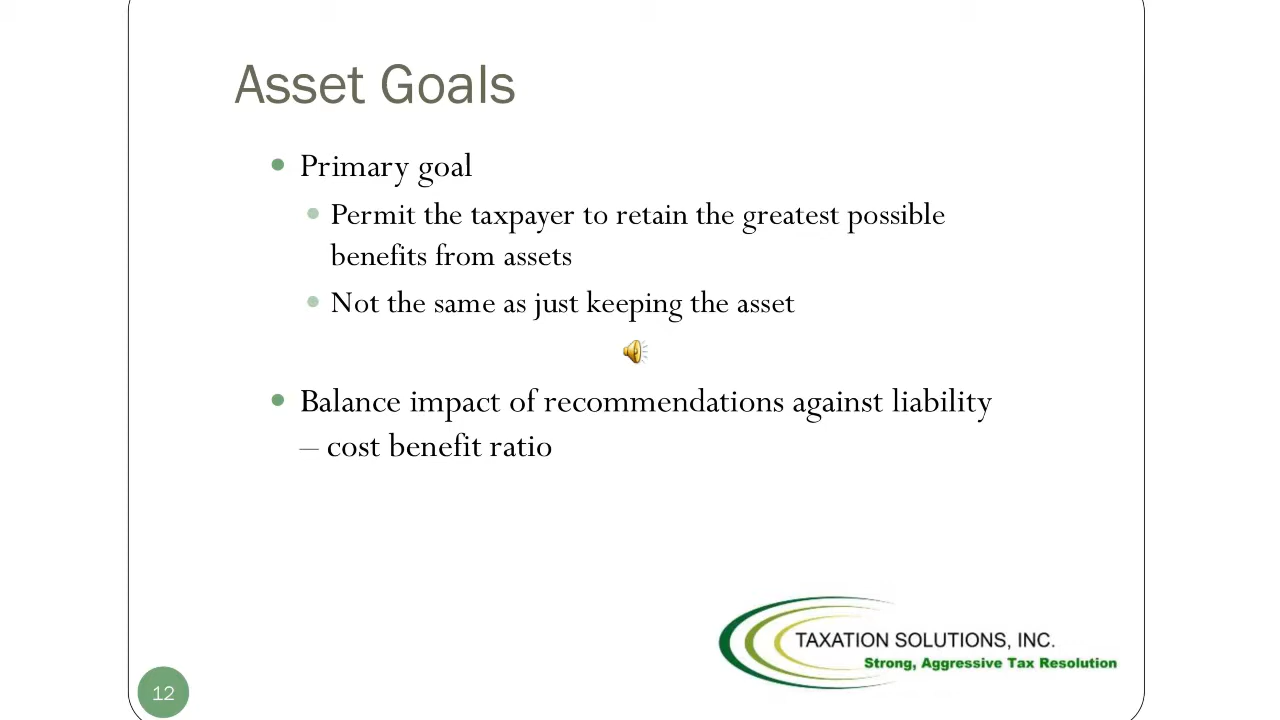 Asset Goals
Primary goal
Permit the taxpayer to retain the greatest possible
benefits from assets
Not the same as just keeping the asset
Balance impact of recommendations against liability
– cost benefit ratio
TAXATION SOLUTIONS, INC.
Strong, Aggressive Tax Resolution
12